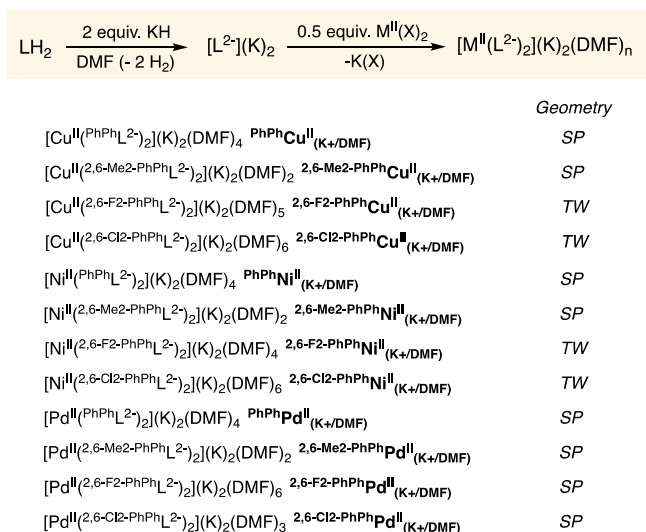 2 equiv. KH 0.5 equiv. Mᴵᴵ(X)₂
LH₂ [L²⁻](K)₂ [Mᴵᴵ(L²⁻)₂](K)₂(DMF)ₙ
DMF (- 2 H₂) -K(X)
Geometry
[Cuᴵᴵ(ᴾʰᴾʰL²⁻)₂](K)₂(DMF)₄ ᴾʰᴾʰCuᴵᴵ(K+/DMF) SP
[Cuᴵᴵ(²,⁶⁻ᴹᵉ²⁻ᴾʰᴾʰL²⁻)₂](K)₂(DMF)₂ ²,⁶⁻ᴹᵉ²⁻ᴾʰᴾʰCuᴵᴵ(K+/DMF) SP
[Cuᴵᴵ(2,6-F2-PhPhL²⁻)₂](K)₂(DMF)₅ 2,6-F2-PhPhCuᴵᴵ(K+/DMF) TW
[Cuᴵᴵ(2,6-Cl2-PhPhL²⁻)₂](K)₂(DMF)₆ 2,6-Cl2-PhPhCuᴵᴵ(K+/DMF) TW
[Niᴵᴵ(PhPhL²⁻)₂](K)₂(DMF)₄ PhPhNiᴵᴵ(K+/DMF) SP
[Niᴵᴵ(2,6-Me2-PhPhL²⁻)₂](K)₂(DMF)₂ 2,6-Me2-PhPhNiᴵᴵ(K+/DMF) SP
[Niᴵᴵ(2,6-F2-PhPhL²⁻)₂](K)₂(DMF)₄ 2,6-F2-PhPhNiᴵᴵ(K+/DMF) TW
[Niᴵᴵ(2,6-Cl2-PhPhL²⁻)₂](K)₂(DMF)₆ 2,6-Cl2-PhPhNiᴵᴵ(K+/DMF) TW
[Pdᴵᴵ(PhPhL²⁻)₂](K)₂(DMF)₄ PhPhPdᴵᴵ(K+/DMF) SP
[Pdᴵᴵ(2,6-Me2-PhPhL²⁻)₂](K)₂(DMF)₂ 2,6-Me2-PhPhPdᴵᴵ(K+/DMF) SP
[Pdᴵᴵ(2,6-F2-PhPhL²⁻)₂](K)₂(DMF)₆ 2,6-F2-PhPhPdᴵᴵ(K+/DMF) SP
[Pdᴵᴵ(2,6-Cl2-PhPhL²⁻)₂](K)₂(DMF)₃ 2,6-Cl2-PhPhPdᴵᴵ(K+/DMF) SP